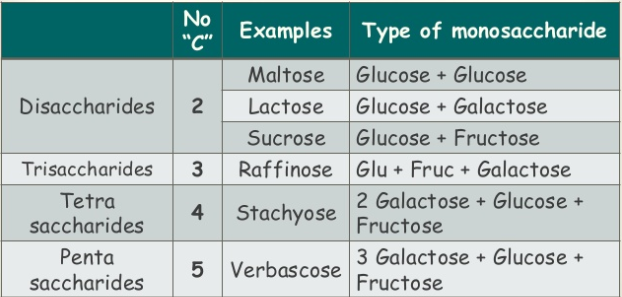 No "C" Examples Type of monosaccharide
Disaccharides 2 Maltose Glucose + Glucose
Lactose Glucose + Galactose
Sucrose Glucose + Fructose
Trisaccharides 3 Raffinose Glu + Fruc + Galactose
Tetra saccharides 4 Stachyose 2 Galactose + Glucose + Fructose
Penta saccharides 5 Verbascose 3 Galactose + Glucose + Fructose